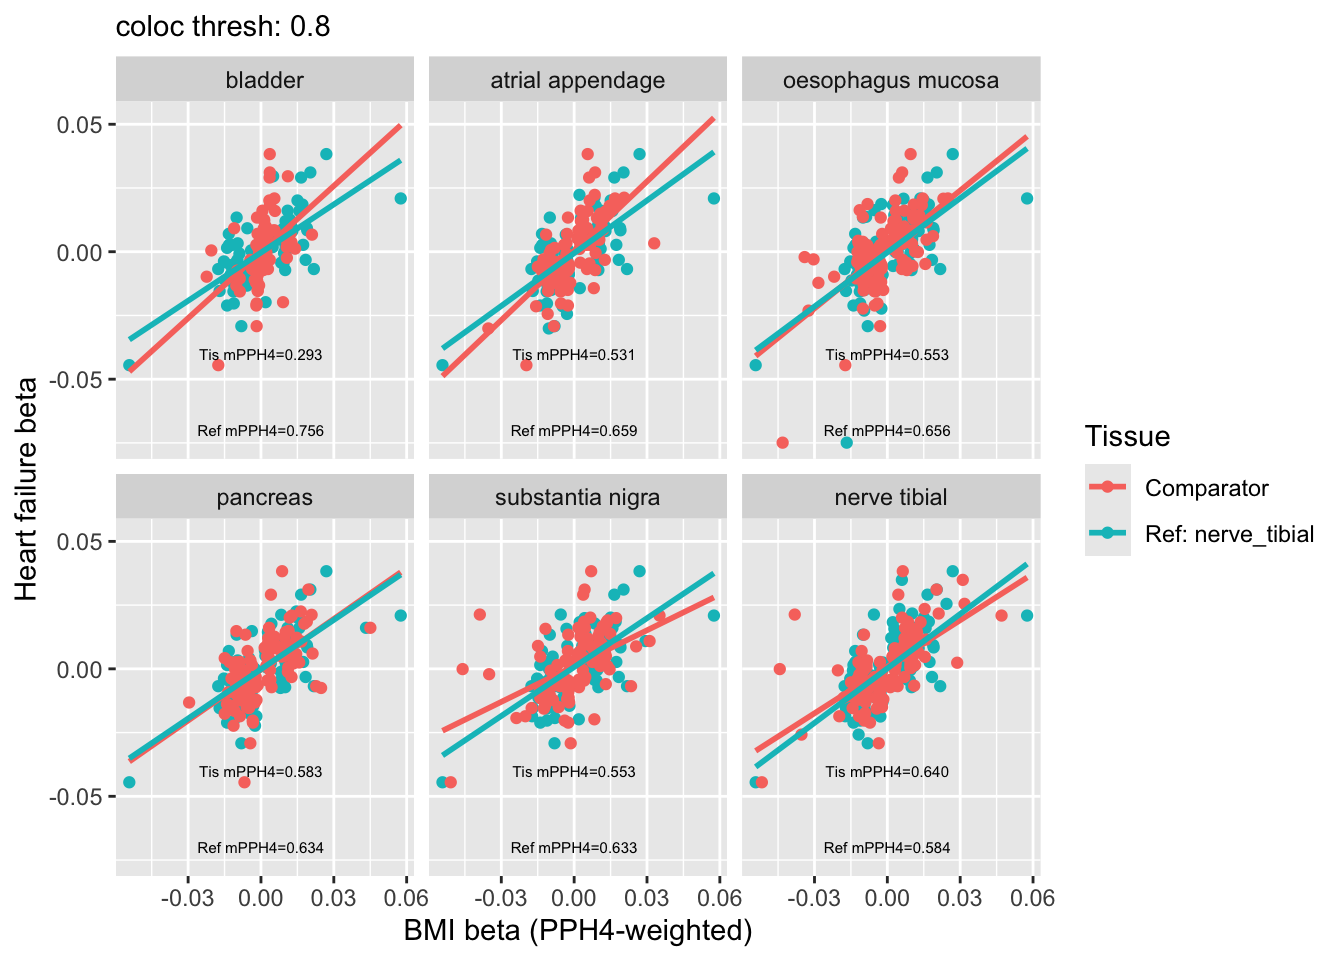 coloc thresh: 0.8
bladder
atrial appendage
oesophagus mucosa
0.05
0.00
-0.05
Tis mPPH4=0.293
Tis mPPH4=0.531
Tis mPPH4=0.553
Ref mPPH4=0.756
Ref mPPH4=0.659
Ref mPPH4=0.656
pancreas
substantia nigra
nerve tibial
0.05
0.00
-0.05
Tis mPPH4=0.583
Tis mPPH4=0.553
Tis mPPH4=0.640
Ref mPPH4=0.634
Ref mPPH4=0.633
Ref mPPH4=0.584
-0.03 0.00 0.03 0.06
-0.03 0.00 0.03 0.06
-0.03 0.00 0.03 0.06
BMI beta (PPH4-weighted)
Heart failure beta
Tissue
Comparator
Ref: nerve_tibial